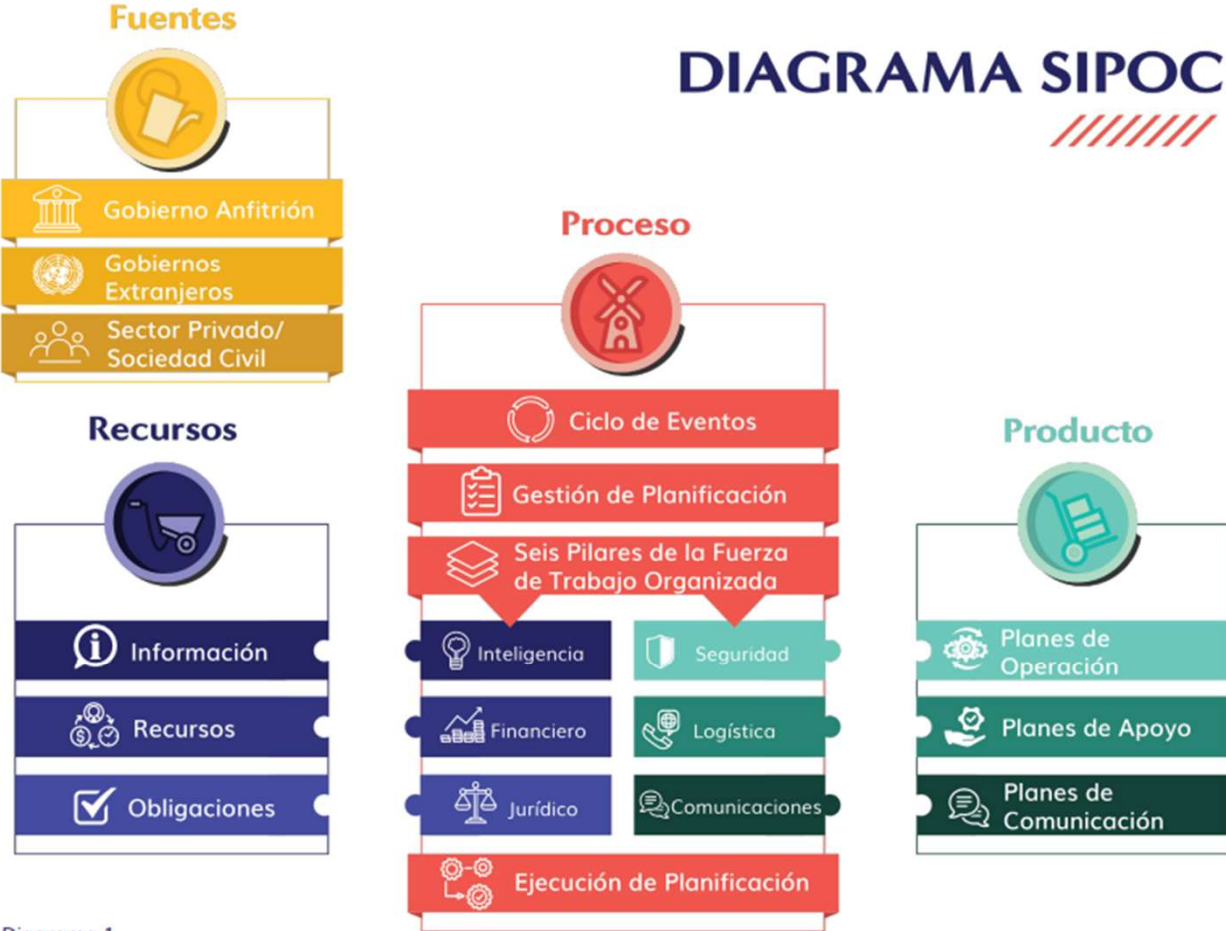 Fuentes
DIAGRAMA SIPOC
Gobierno Anfitrión
Gobiernos
Extranjeros
Sector Privado/
Sociedad Civil
Recursos
Información
Recursos
Obligaciones
Proceso
Ciclo de Eventos
Gestión de Planificación
Seis Pilares de la Fuerza
de Trabajo Organizada
Inteligencia
Seguridad
Financiero
Logística
Jurídico
Comunicaciones
Ejecución de Planificación
Producto
Planes de
Operación
Planes de Apoyo
Planes de
Comunicación
Diagrama 1